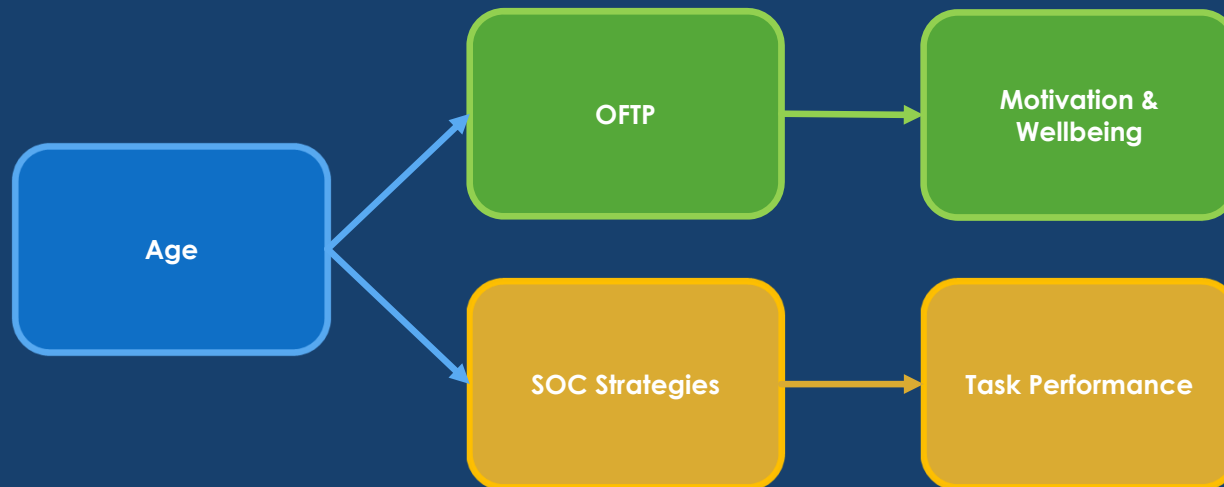 OFTP
Motivation &
Wellbeing
Age
SOC Strategies
Task Performance